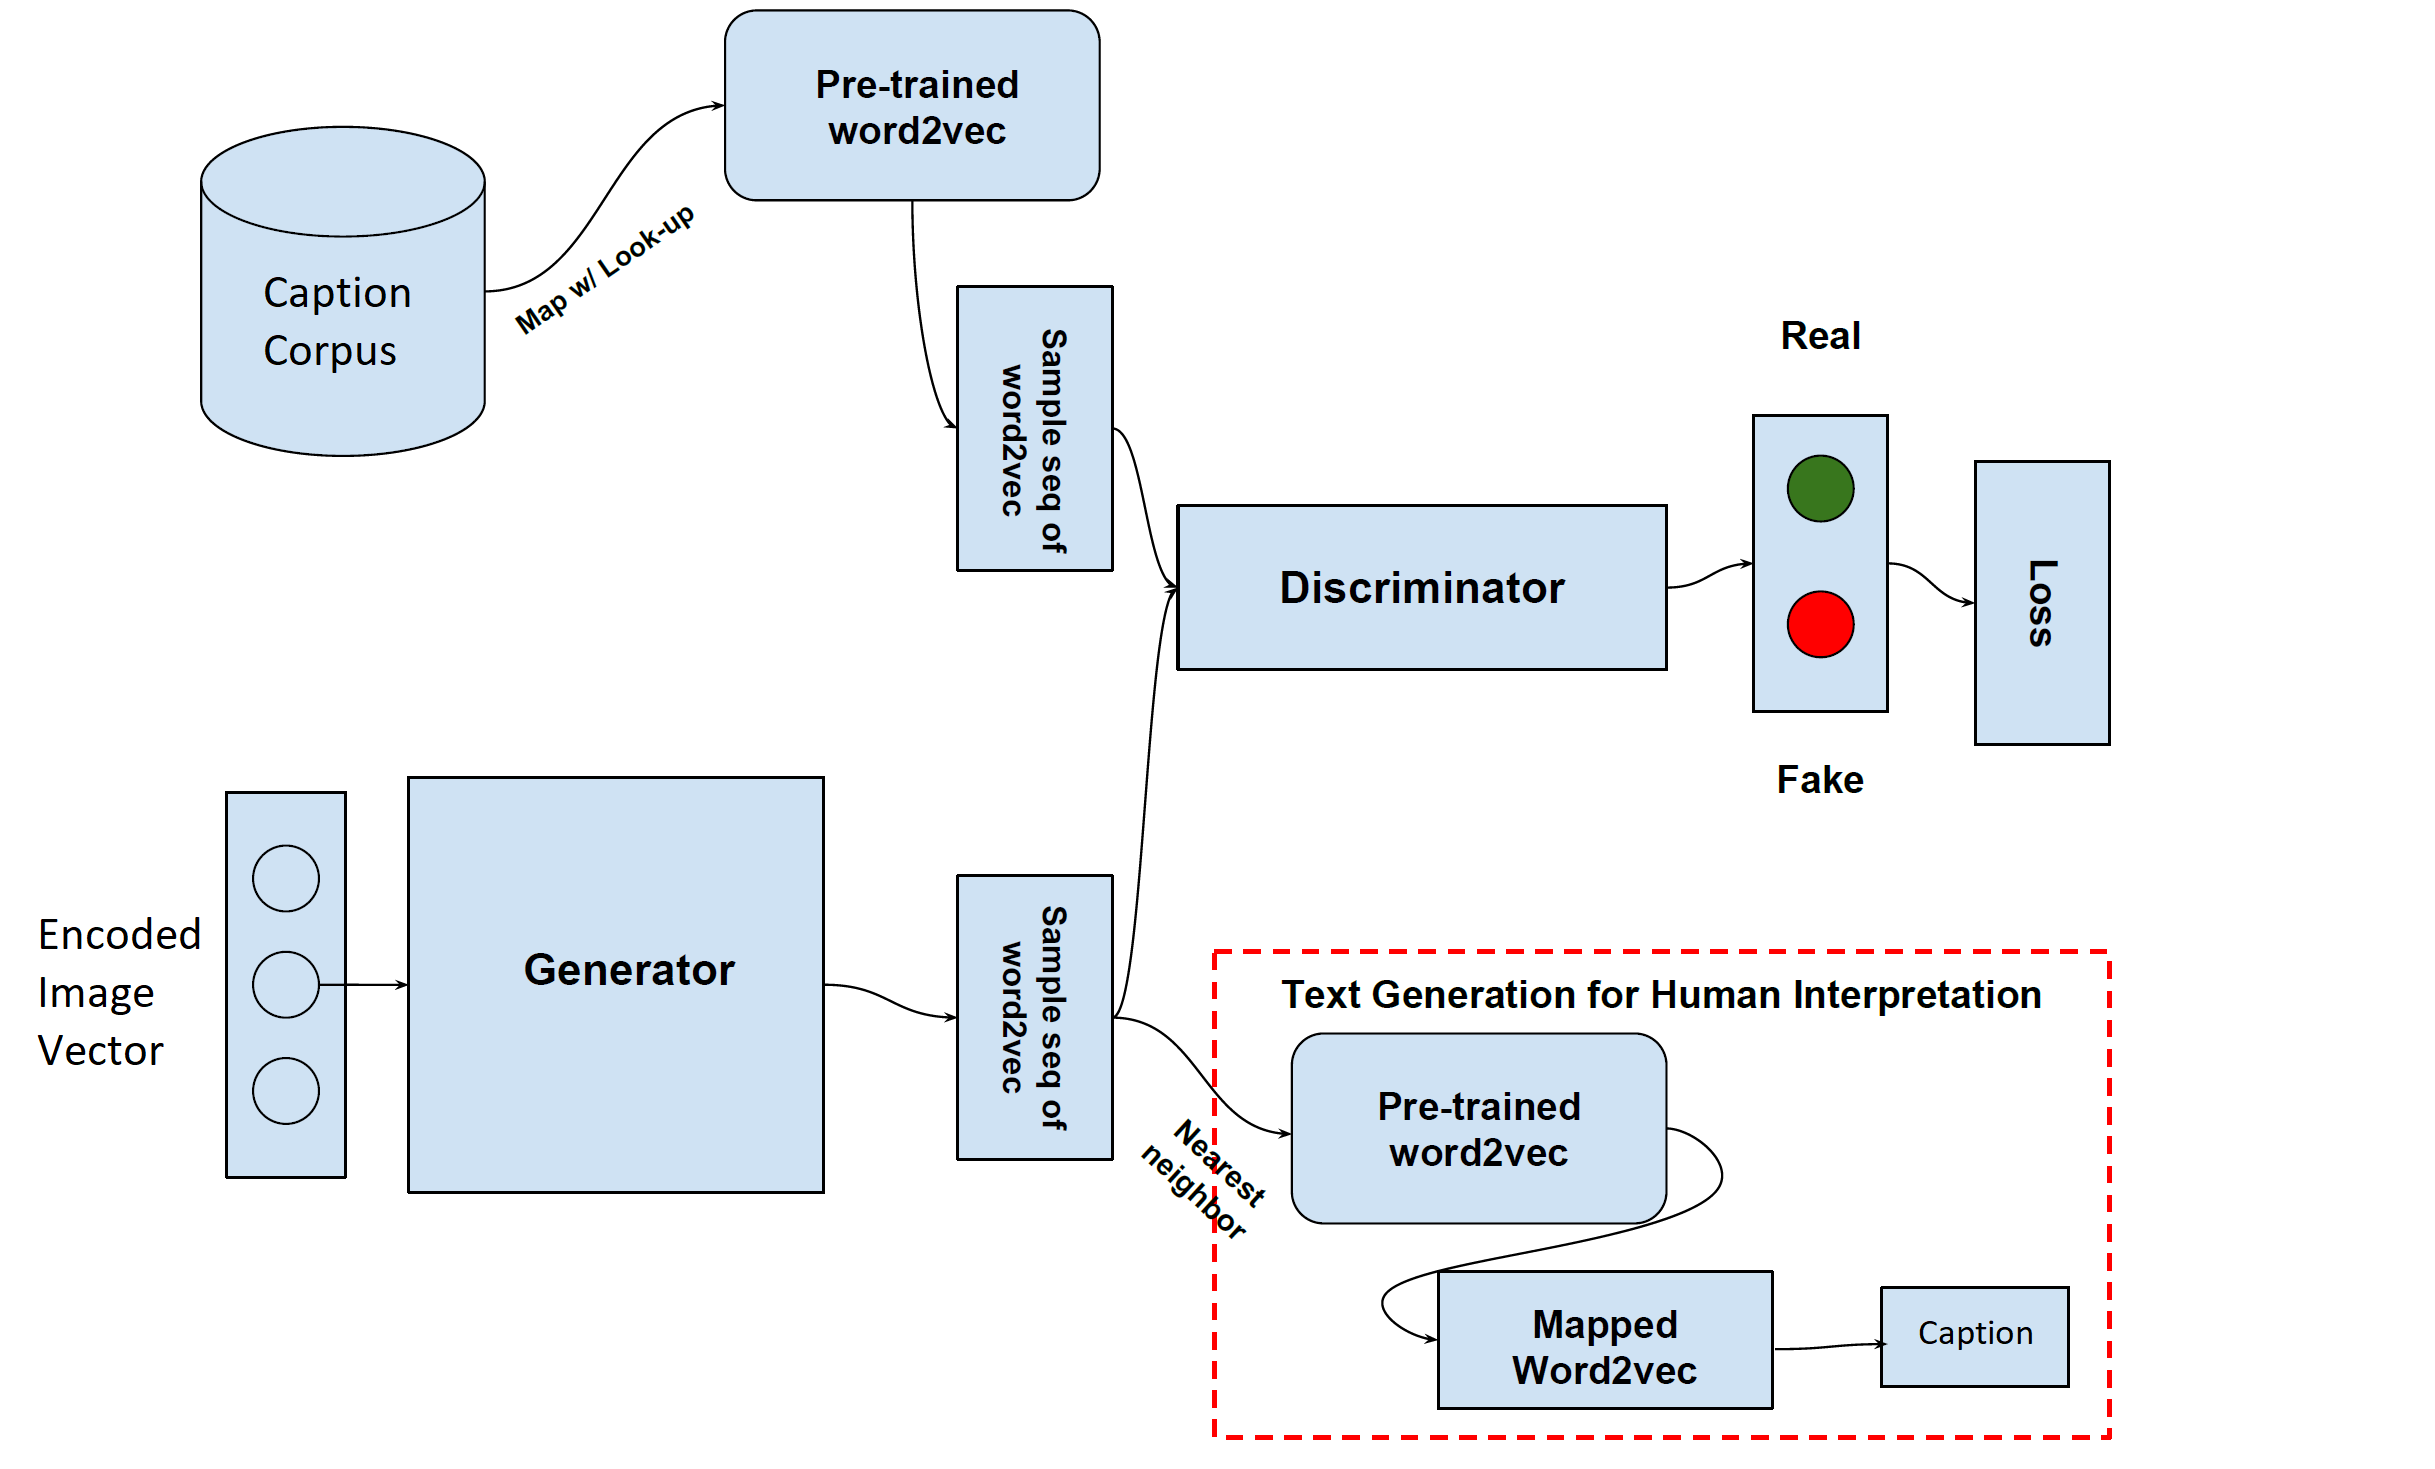 Pre-trained
word2vec
Caption
Corpus
Map w/ Look-up
Sample seq of
word2vec
Real
Discriminator
Loss
Fake
Encoded
Image
Vector
Generator
Sample seq of
word2vec
Nearest
neighbor
Text Generation for Human Interpretation
Pre-trained
word2vec
Mapped
Word2vec
Caption